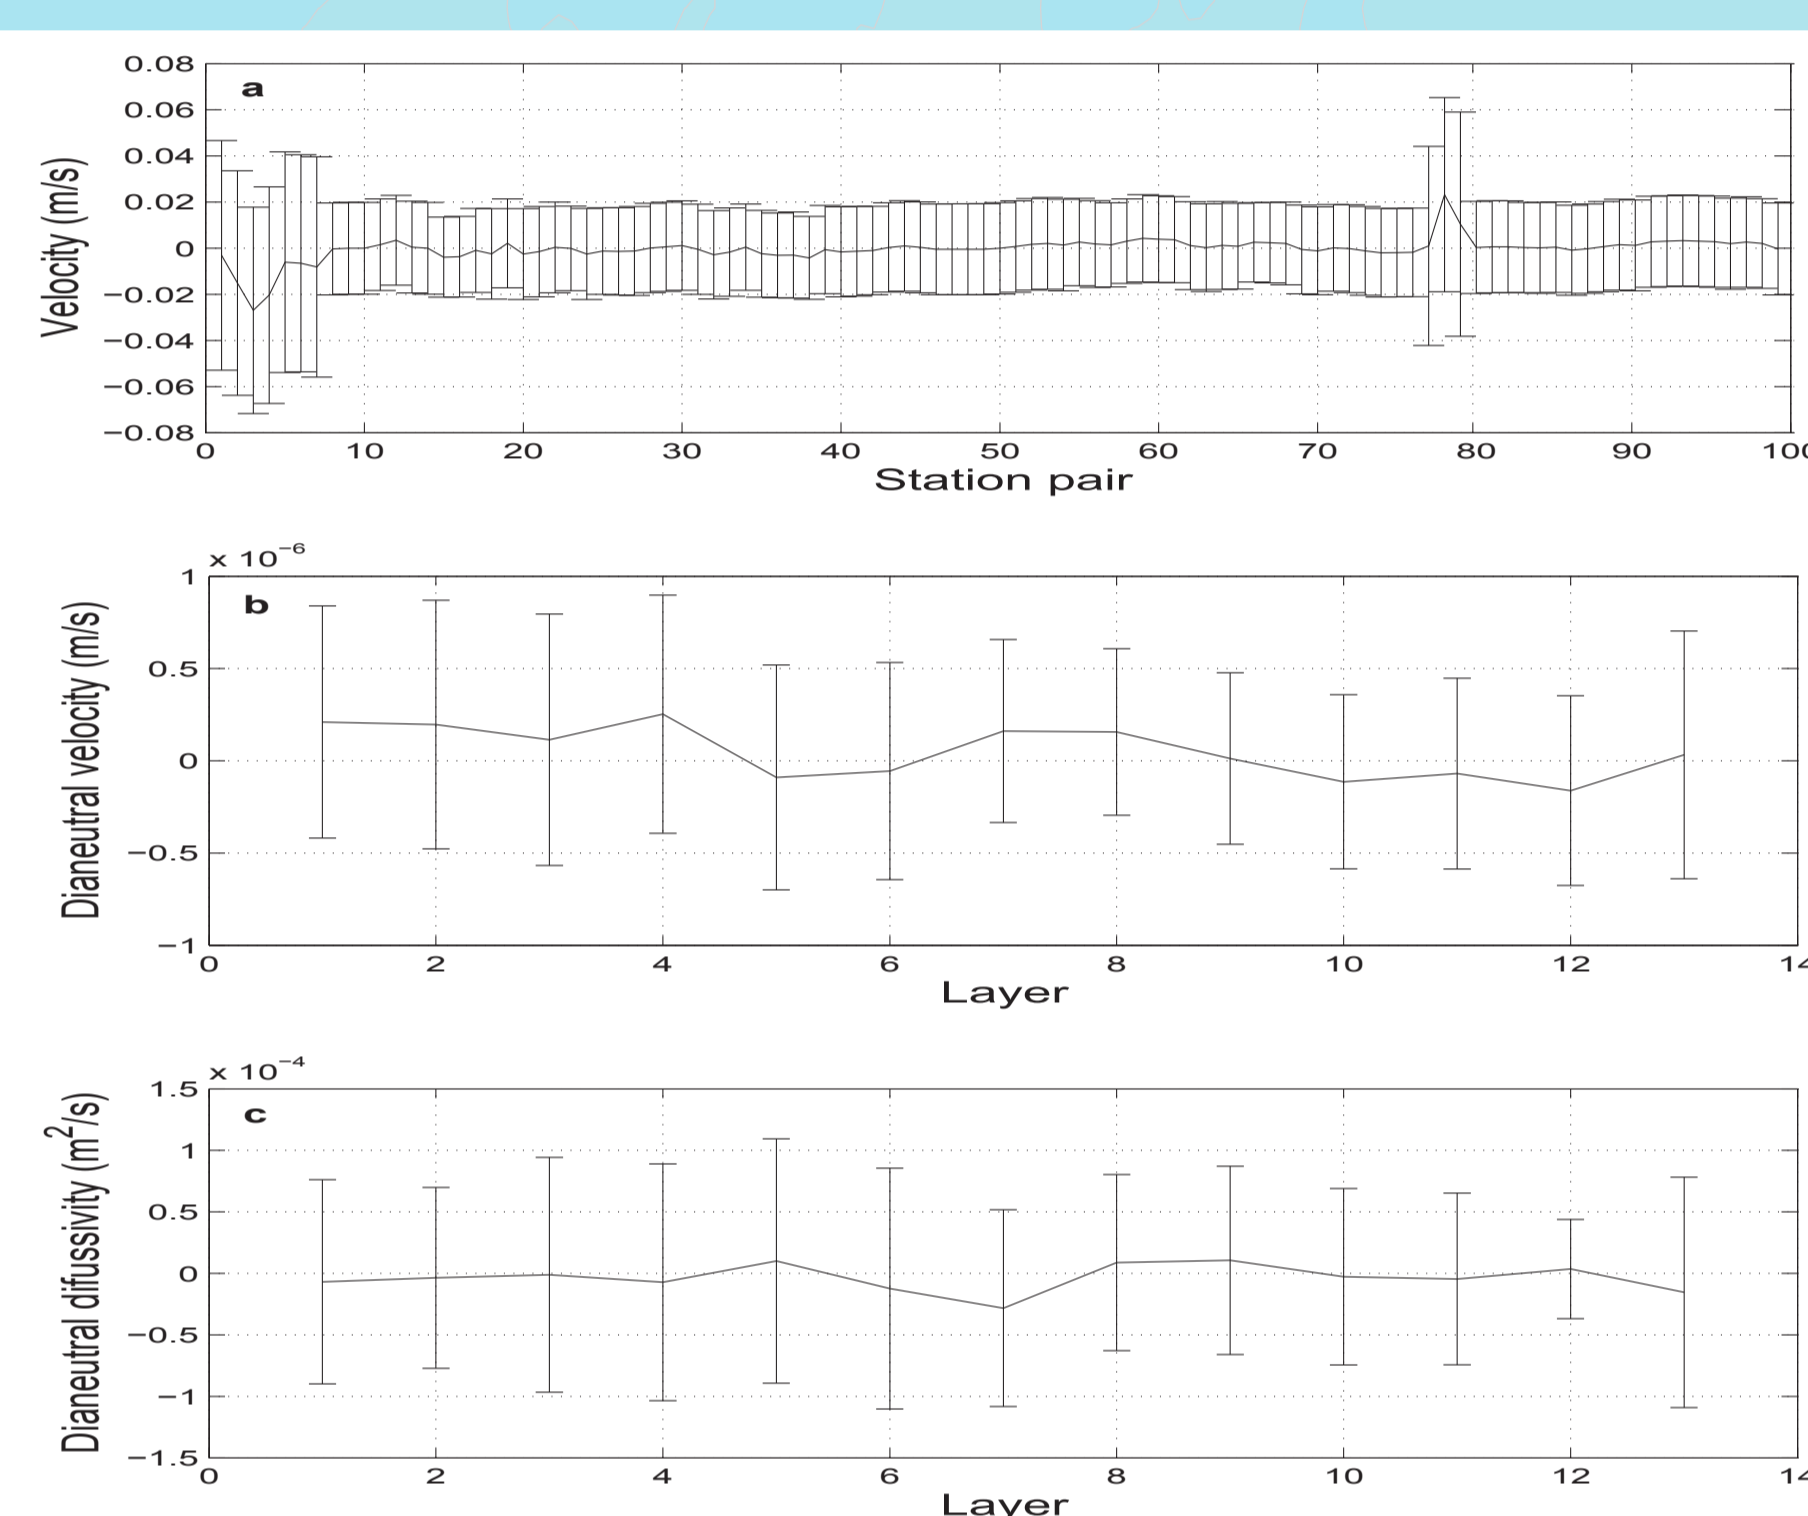 a
Velocity (m/s)
0.08
0.06
0.04
0.02
0
−0.02
−0.04
−0.06
−0.08
0 10 20 30 40 50 60 70 80 90 100
Station pair
x 10−6
b
Dianeutral velocity (m/s)
1
0.5
0
−0.5
−1
0 2 4 6 8 10 12 14
Layer
x 10−4
c
Dianeutral difussivity (m2/s)
1.5
1
0.5
0
−0.5
−1
−1.5
0 2 4 6 8 10 12 14
Layer